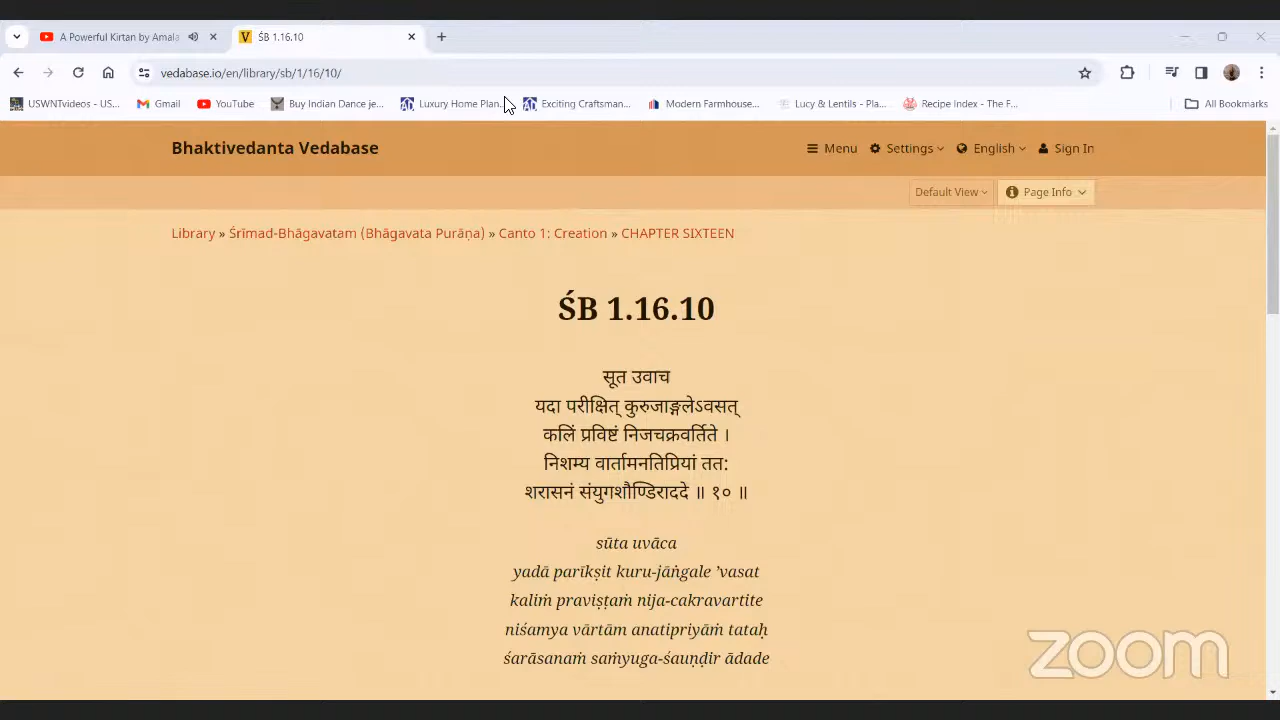 A Powerful Kirtan by Amala
ŚB 1.16.10
vedabase.io/en/library/sb/1/16/10/
USWNTvideos - US...
Gmail
YouTube
Buy Indian Dance je...
Luxury Home Plan...
Exciting Craftsman...
Modern Farmhouse...
Lucy & Lentils - Pla...
Recipe Index - The F...
All Bookmarks
Bhaktivedanta Vedabase
Menu
Settings
English
Sign In
Default View
Page Info
Library » Śrīmad-Bhāgavatam (Bhāgavata Purāṇa) » Canto 1: Creation » CHAPTER SIXTEEN
ŚB 1.16.10
सूत उवाच
यदा परीक्षित् कुरुजाङ्गलेऽवसत्
कलिं प्रविष्टं निजचक्रवर्तिते ।
निशम्य वार्तामनतिप्रियां तत:
शरासनं संयुगशौण्डिराददे ॥ १० ॥
sūta uvāca
yadā parīkṣit kuru-jāṅgale ’vasat
kaliṁ praviṣṭaṁ nija-cakravartite
niśamya vārtām anatipriyāṁ tataḥ
śarāsanaṁ saṁyuga-śauṇḍir ādade
zoom